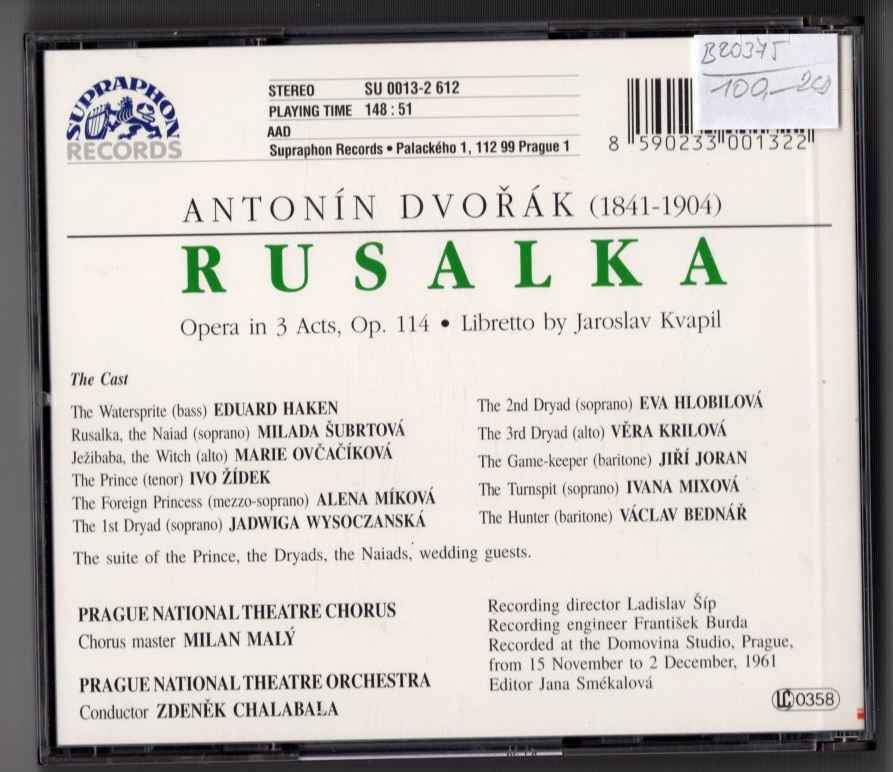 SUPRAPHON
RECORDS
STEREO SU 0013-2 612
PLAYING TIME 148 : 51
AAD
Supraphon Records • Palackého 1, 112 99 Prague 1
B20375
100,- 2CD
8 590233 001322
ANTONÍN DVOŘÁK (1841-1904)
RUSALKA
Opera in 3 Acts, Op. 114 • Libretto by Jaroslav Kvapil
The Cast
The Watersprite (bass) EDUARD HAKEN
Rusalka, the Naiad (soprano) MILADA ŠUBRTOVÁ
Ježibaba, the Witch (alto) MARIE OVČAČÍKOVÁ
The Prince (tenor) IVO ŽÍDEK
The Foreign Princess (mezzo-soprano) ALENA MÍKOVÁ
The 1st Dryad (soprano) JADWIGA WYSOCZANSKÁ
The 2nd Dryad (soprano) EVA HLOBILOVÁ
The 3rd Dryad (alto) VĚRA KRILOVÁ
The Game-keeper (baritone) JIŘÍ JORAN
The Turnspit (soprano) IVANA MIXOVÁ
The Hunter (baritone) VÁCLAV BEDNÁŘ
The suite of the Prince, the Dryads, the Naiads, wedding guests.
PRAGUE NATIONAL THEATRE CHORUS
Chorus master MILAN MALÝ
PRAGUE NATIONAL THEATRE ORCHESTRA
Conductor ZDENĚK CHALABALA
Recording director Ladislav Šíp
Recording engineer František Burda
Recorded at the Domovina Studio, Prague,
from 15 November to 2 December, 1961
Editor Jana Smékalová
LC 0358